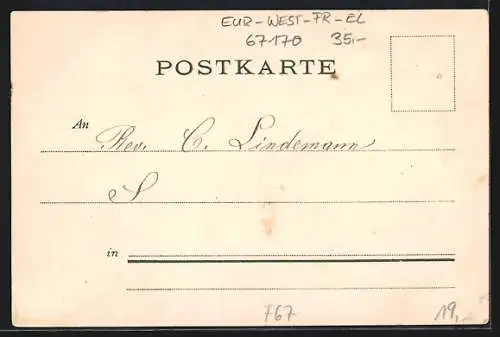 EUR-WEST-FR-EL
67170 35,-
POSTKARTE
An Rev. C. Lindemann
S
in
767
19,-